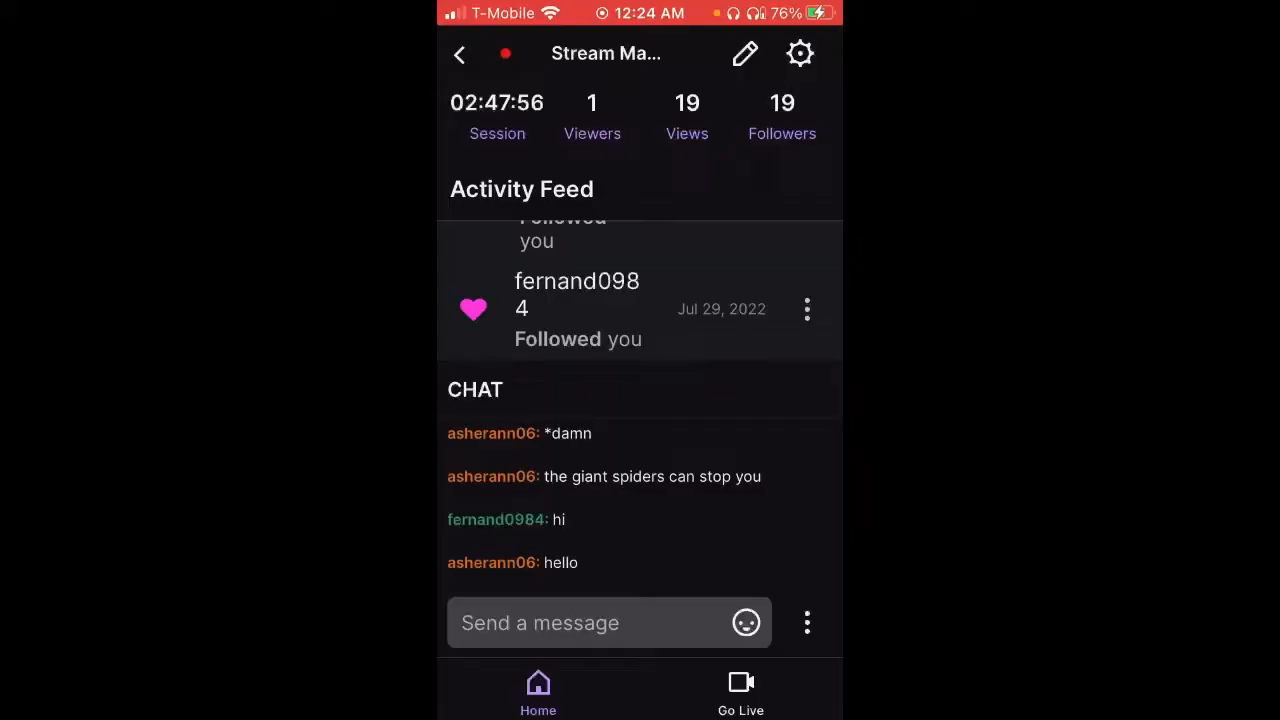 T-Mobile 12:24 AM 76%
Stream Ma...
02:47:56 1 19 19
Session Viewers Views Followers
Activity Feed
Followed
you
fernand098
4
Jul 29, 2022
Followed you
CHAT
asherann06: *damn
asherann06: the giant spiders can stop you
fernand0984: hi
asherann06: hello
Send a message
Home Go Live